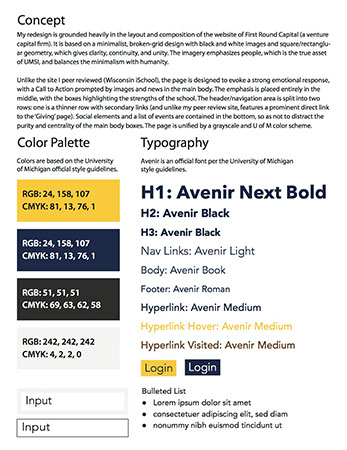 Concept
My redesign is grounded heavily in the layout and composition of the website of First Round Capital (a venture
capital firm). It is based on a minimalist, broken-grid design with black and white images and square/rectangu-
ar geometry, which gives clarity, continuity, and unity. The imagery emphasizes people, which is the true asset
of UMSI, and balances the minimalism with humanity.
Unlike the site I peer reviewed (Wisconsin iSchool), the page is designed to evoke a strong emotional response,
with a Call to Action prompted by images and news in the main body. The emphasis is placed entirely in the
middle, with the boxes highlighting the strengths of the school. The header/navigation area is split into two
rows: one is a thinner row with secondary links (and unlike my peer review site, features a prominent direct link
to the 'Giving' page). Social elements and a list of events are contained in the bottom, so as not to distract the
purity and centrality of the main body boxes. The page is unified by a grayscale and U of M color scheme.
Color Palette
Colors are based on the University
of Michigan style guidelines.
RGB: 24, 158, 107
CMYK: 81, 13, 76, 1
RGB: 24, 158, 107
CMYK: 81, 13, 76, 1
RGB: 51, 51, 51
CMYK: 69, 63, 62, 58
RGB: 242, 242, 242
CMYK: 4, 2, 2, 0
Input
Input
Typography
Avenir is an official font per the University of Michigan
style guidelines.
H1: Avenir Next Bold
H2: Avenir Black
H3: Avenir Black
Nav Links: Avenir Light
Body: Avenir Book
Footer: Avenir Roman
Hyperlink: Avenir Medium
Hyperlink Hover: Avenir Medium
Hyperlink Visited: Avenir Medium
Login Login
Bulleted List
• Lorem ipsum dolor sit amet
• consectetuer adipiscing elit, sed diam
• nonummy nibh euismod tincidunt ut